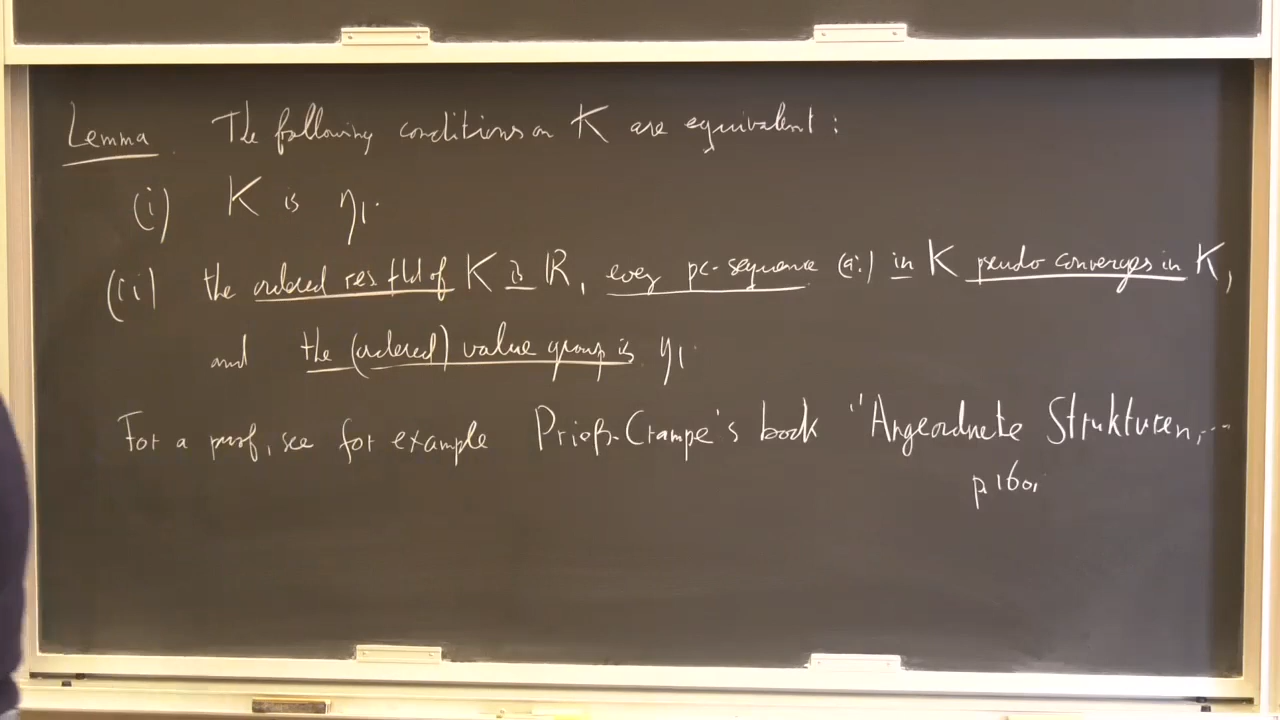 Lemma. The following conditions on K are equivalent:
(i) K is η₁.
(ii) the ordered res fld of K is ℝ, every pc-sequence (aᵢ) in K pseudo converges in K,
and the (ordered) value group is η₁.
For a proof, see for example Prieß-Crampe's book "Angeordnete Strukturen,...
p. 160,